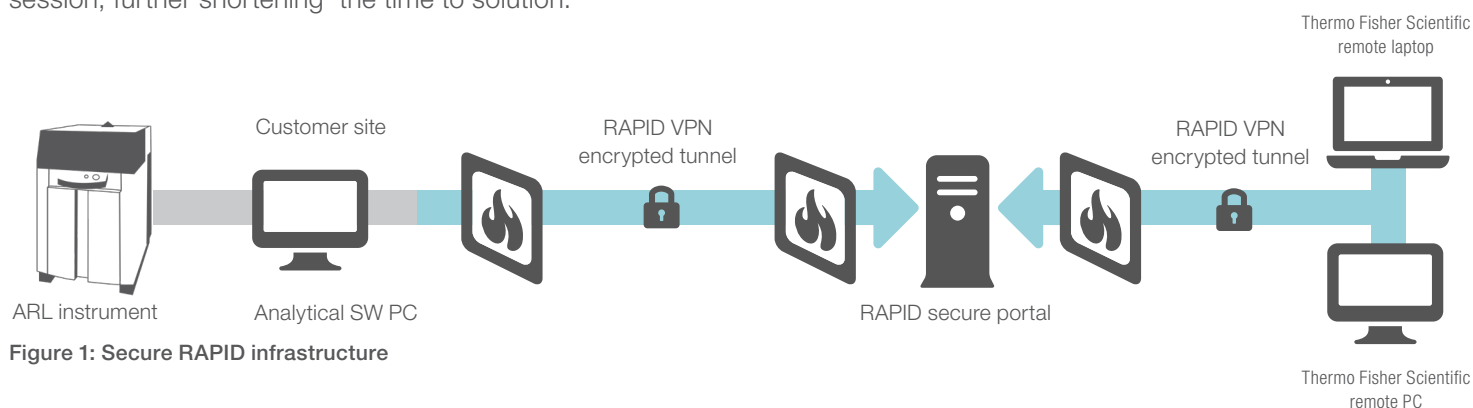 session, further shortening the time to solution.
Thermo Fisher Scientific
remote laptop
Customer site
RAPID VPN
encrypted tunnel
RAPID VPN
encrypted tunnel
ARL instrument
Analytical SW PC
RAPID secure portal
Figure 1: Secure RAPID infrastructure
Thermo Fisher Scientific
remote PC